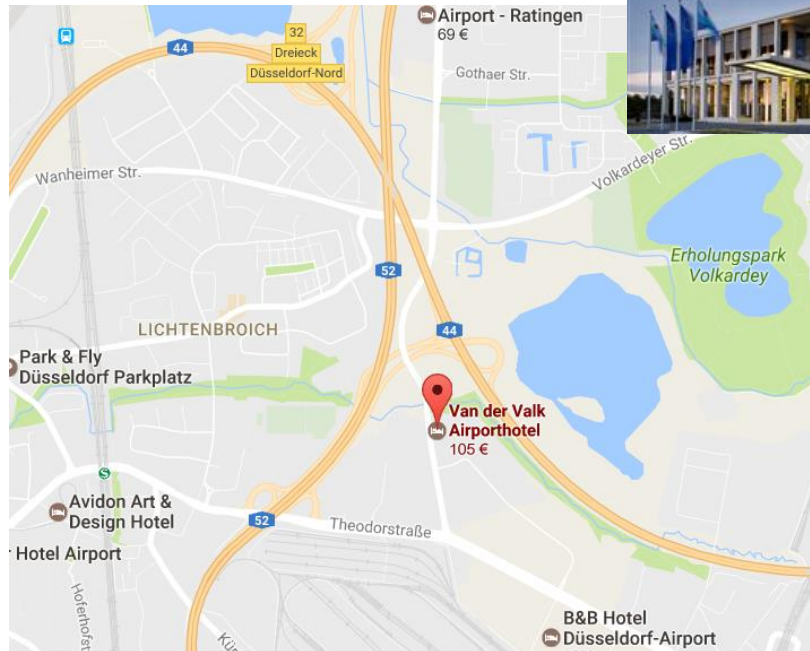 Airport - Ratingen
69 €
44
32
Dreieck
Düsseldorf-Nord
Gothaer Str.
Wanheimer Str.
Volkardeyer Str.
Erholungspark
Volkardey
52
LICHTENBROICH
44
Park & Fly
Düsseldorf Parkplatz
Van der Valk
Airporthotel
105 €
S
Avidon Art &
Design Hotel
52
Theodorstraße
r Hotel Airport
Hoferhofst
Kür
B&B Hotel
Düsseldorf-Airport